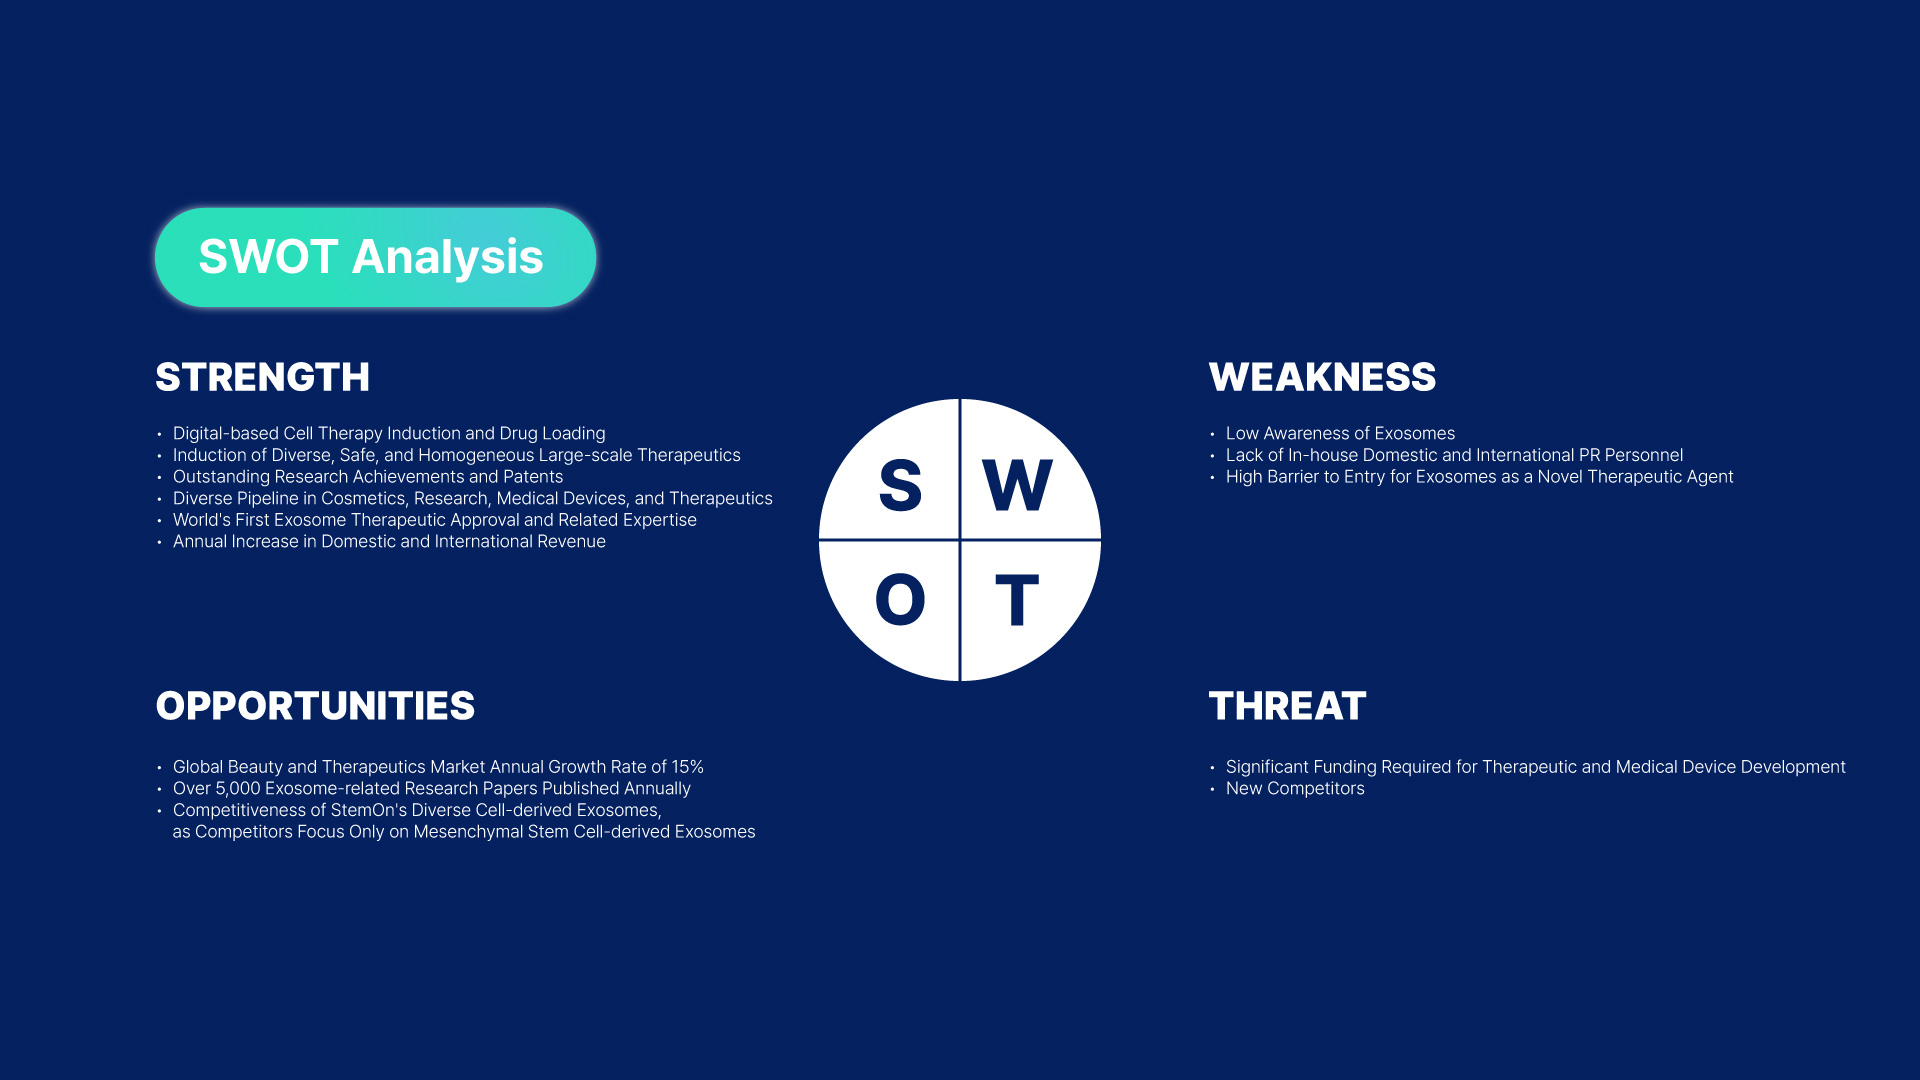 SWOT Analysis
STRENGTH
• Digital-based Cell Therapy Induction and Drug Loading
• Induction of Diverse, Safe, and Homogeneous Large-scale Therapeutics
• Outstanding Research Achievements and Patents
• Diverse Pipeline in Cosmetics, Research, Medical Devices, and Therapeutics
• World's First Exosome Therapeutic Approval and Related Expertise
• Annual Increase in Domestic and International Revenue
WEAKNESS
• Low Awareness of Exosomes
• Lack of In-house Domestic and International PR Personnel
• High Barrier to Entry for Exosomes as a Novel Therapeutic Agent
S W
O T
OPPORTUNITIES
• Global Beauty and Therapeutics Market Annual Growth Rate of 15%
• Over 5,000 Exosome-related Research Papers Published Annually
• Competitiveness of StemOn's Diverse Cell-derived Exosomes,
as Competitors Focus Only on Mesenchymal Stem Cell-derived Exosomes
THREAT
• Significant Funding Required for Therapeutic and Medical Device Development
• New Competitors